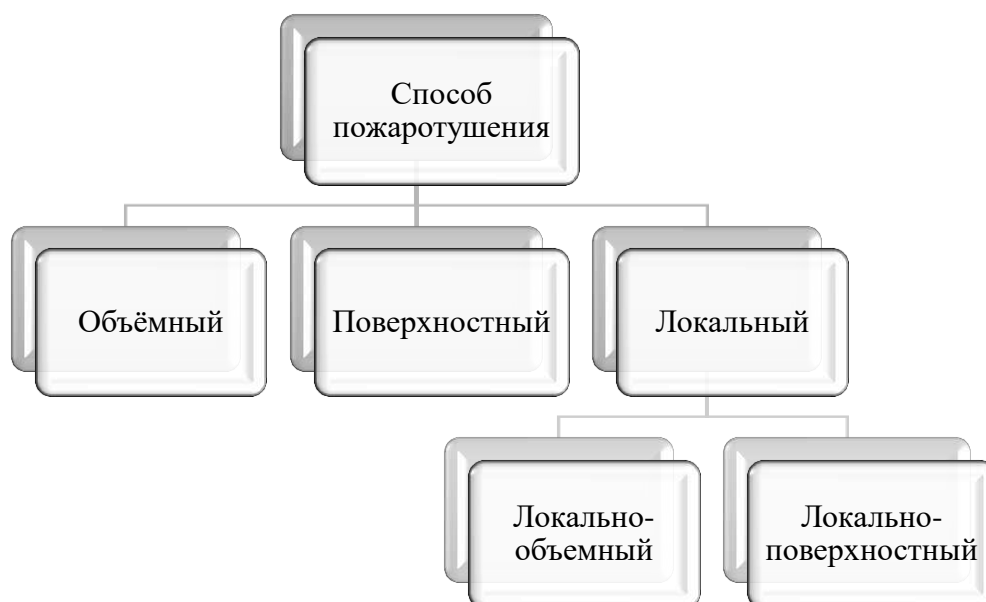 Способ
пожаротушения
Объёмный
Поверхностный
Локальный
Локально-
объемный
Локально-
поверхностный